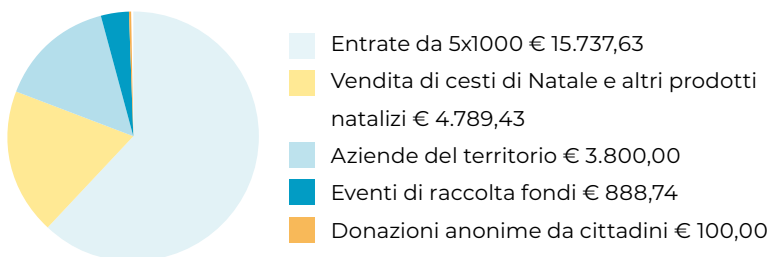 Entrate da 5x1000 € 15.737,63
Vendita di cesti di Natale e altri prodotti
natalizi € 4.789,43
Aziende del territorio € 3.800,00
Eventi di raccolta fondi € 888,74
Donazioni anonime da cittadini € 100,00